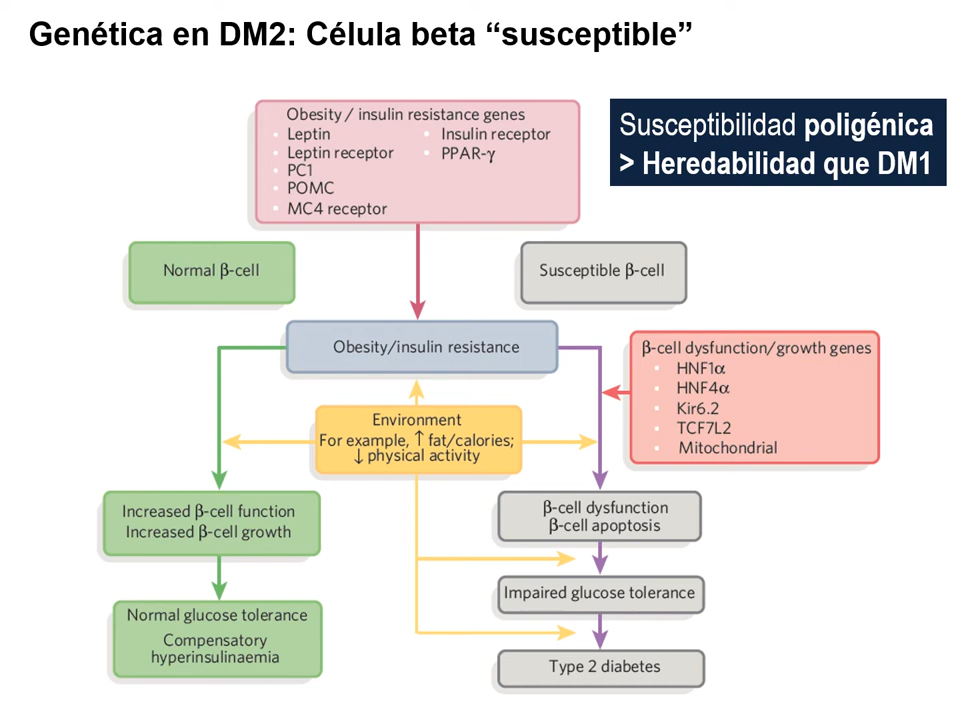 Genética en DM2: Célula beta “susceptible”
Susceptibilidad poligénica
> Heredabilidad que DM1
Obesity / insulin resistance genes
• Leptin
• Leptin receptor
• PC1
• POMC
• MC4 receptor
• Insulin receptor
• PPAR-γ
Normal β-cell
Susceptible β-cell
Obesity/insulin resistance
β-cell dysfunction/growth genes
• HNF1α
• HNF4α
• Kir6.2
• TCF7L2
• Mitochondrial
Environment
For example, ↑ fat/calories;
↓ physical activity
Increased β-cell function
Increased β-cell growth
β-cell dysfunction
β-cell apoptosis
Impaired glucose tolerance
Normal glucose tolerance
Compensatory
hyperinsulinaemia
Type 2 diabetes